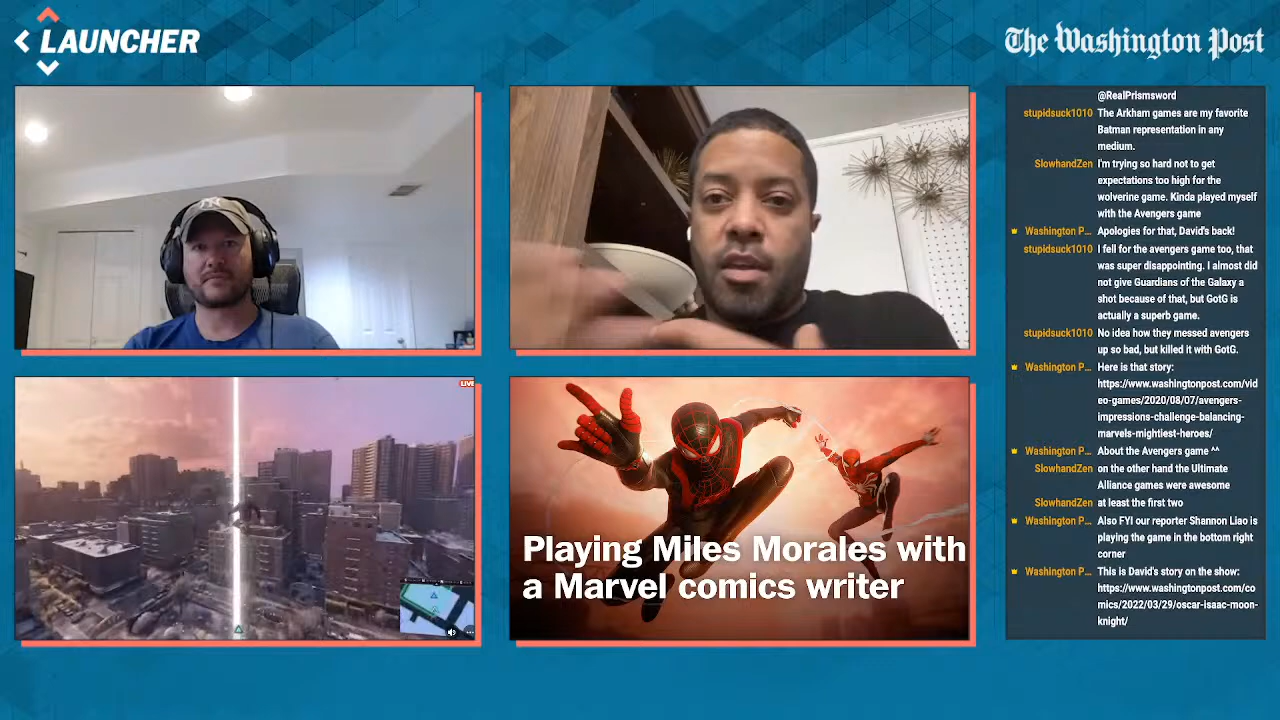 LAUNCHER
The Washington Post
@RealPrismsword
stupidsuck1010 The Arkham games are my favorite
Batman representation in any
medium.
SlowhandZen I'm trying so hard not to get
expectations too high for the
wolverine game. Kinda played myself
with the Avengers game
Washington P... Apologies for that, David's back!
stupidsuck1010 I fell for the avengers game too, that
was super disappointing. I almost did
not give Guardians of the Galaxy a
shot because of that, but GotG is
actually a superb game.
stupidsuck1010 No idea how they messed avengers
up so bad, but killed it with GotG.
Washington P... Here is that story:
https://www.washingtonpost.com/vid
eo-games/2020/08/07/avengers-
impressions-challenge-balancing-
marvels-mightiest-heroes/
Washington P... About the Avengers game ^^
SlowhandZen on the other hand the Ultimate
Alliance games were awesome
SlowhandZen at least the first two
Washington P... Also FYI our reporter Shannon Liao is
playing the game in the bottom right
corner
Washington P... This is David's story on the show:
https://www.washingtonpost.com/co
mics/2022/03/29/oscar-isaac-moon-
knight/
LIVE
Playing Miles Morales with
a Marvel comics writer